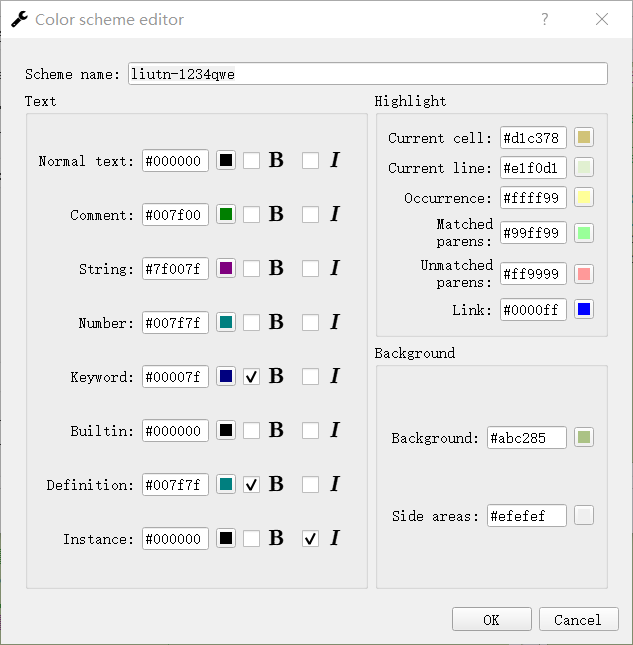 Color scheme editor ?
Scheme name: liutn-1234qwe
Text
Normal text: #000000 B I
Comment: #007f00 B I
String: #7f007f B I
Number: #007f7f B I
Keyword: #00007f B I
Builtin: #000000 B I
Definition: #007f7f B I
Instance: #000000 B I
Highlight
Current cell: #d1c378
Current line: #e1f0d1
Occurrence: #ffff99
Matched
parens: #99ff99
Unmatched
parens: #ff9999
Link: #0000ff
Background
Background: #abc285
Side areas: #efefef
OK Cancel